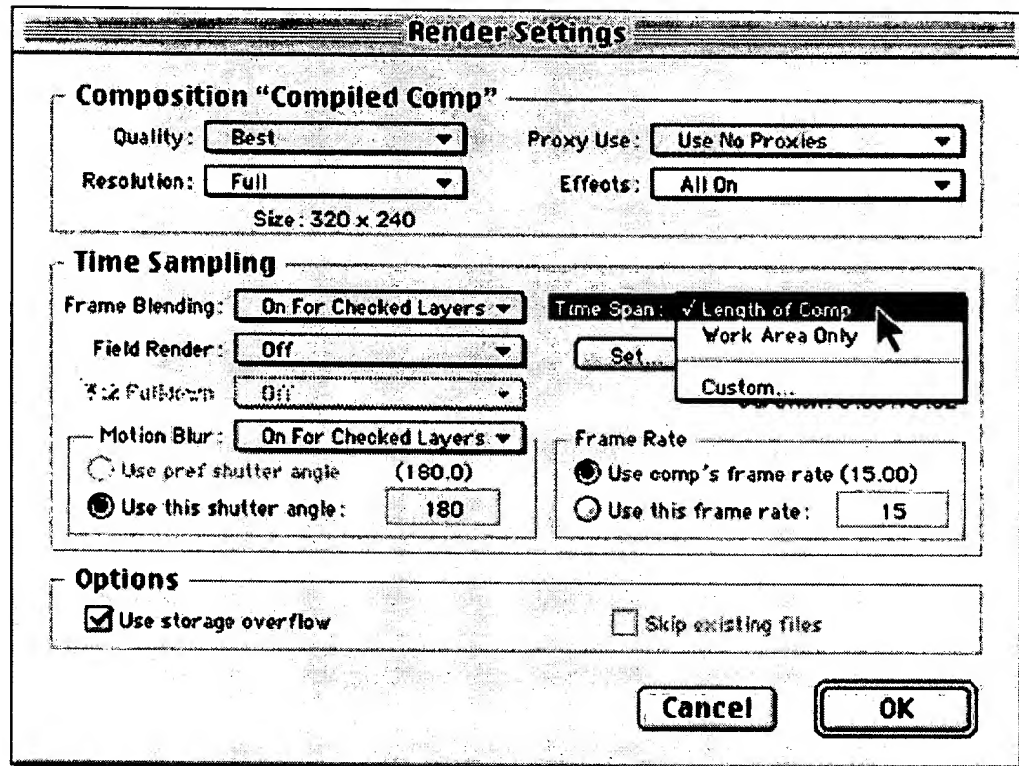 Render Settings
Composition “Compiled Comp”
Quality: Best
Proxy Use: Use No Proxies
Resolution: Full
Effects: All On
Size: 320 x 240
Time Sampling
Frame Blending: On For Checked Layers
Time Span: √ Length of Comp
Work Area Only
Custom...
Field Render: Off
Set...
3:2 Pulldown Off
Motion Blur: On For Checked Layers
Use pref shutter angle (180.0)
Use this shutter angle: 180
Frame Rate
Use comp's frame rate (15.00)
Use this frame rate: 15
Options
Use storage overflow
Skip existing files
Cancel
OK